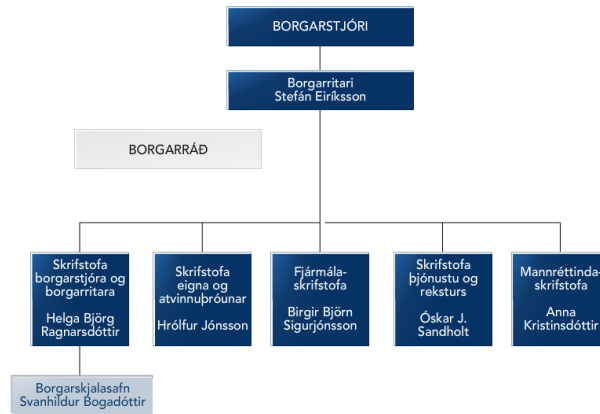 BORGARSTJÓRI
Borgarritari
Stefán Eiríksson
BORGARRÁÐ
Skrifstofa
borgarstjóra og
borgarritara
Helga Björg
Ragnarsdóttir
Skrifstofa
eigna og
atvinnuþróunar
Hrólfur Jónsson
Fjármála-
skrifstofa
Birgir Björn
Sigurjónsson
Skrifstofa
þjónustu og
reksturs
Óskar J.
Sandholt
Mannréttinda-
skrifstofa
Anna
Kristinsdóttir
Borgarskjalasafn
Svanhildur Bogadóttir